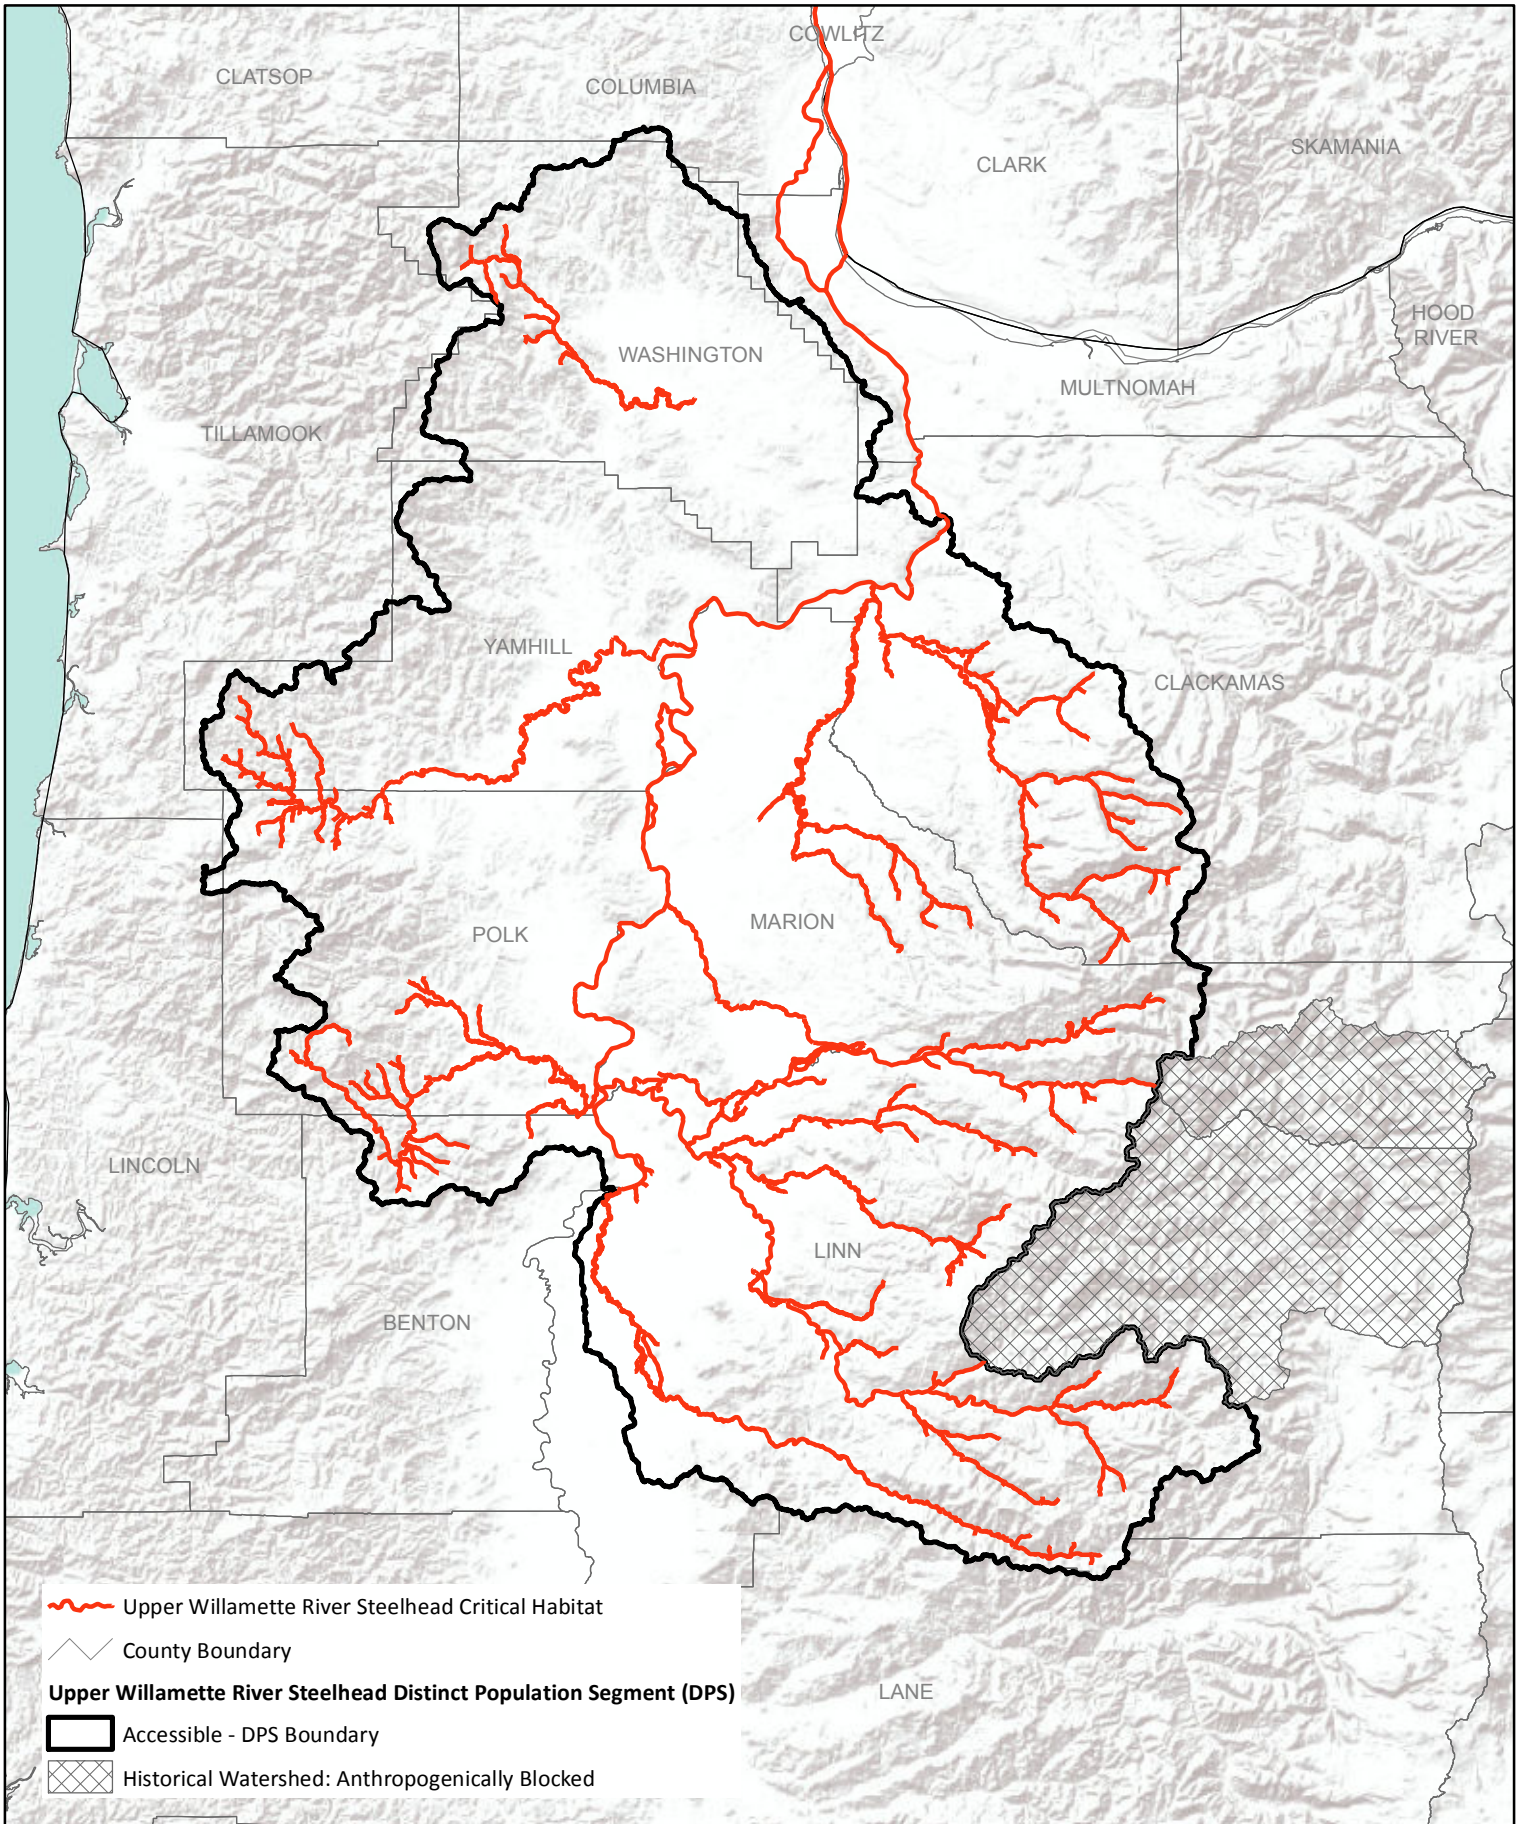 COWLITZ
CLATSOP
COLUMBIA
SKAMANIA
CLARK
HOOD
RIVER
WASHINGTON
MULTNOMAH
TILLAMOOK
YAMHILL
CLACKAMAS
MARION
POLK
LINCOLN
LINN
BENTON
LANE
Upper Willamette River Steelhead Critical Habitat
County Boundary
Upper Willamette River Steelhead Distinct Population Segment (DPS)
Accessible - DPS Boundary
Historical Watershed: Anthropogenically Blocked